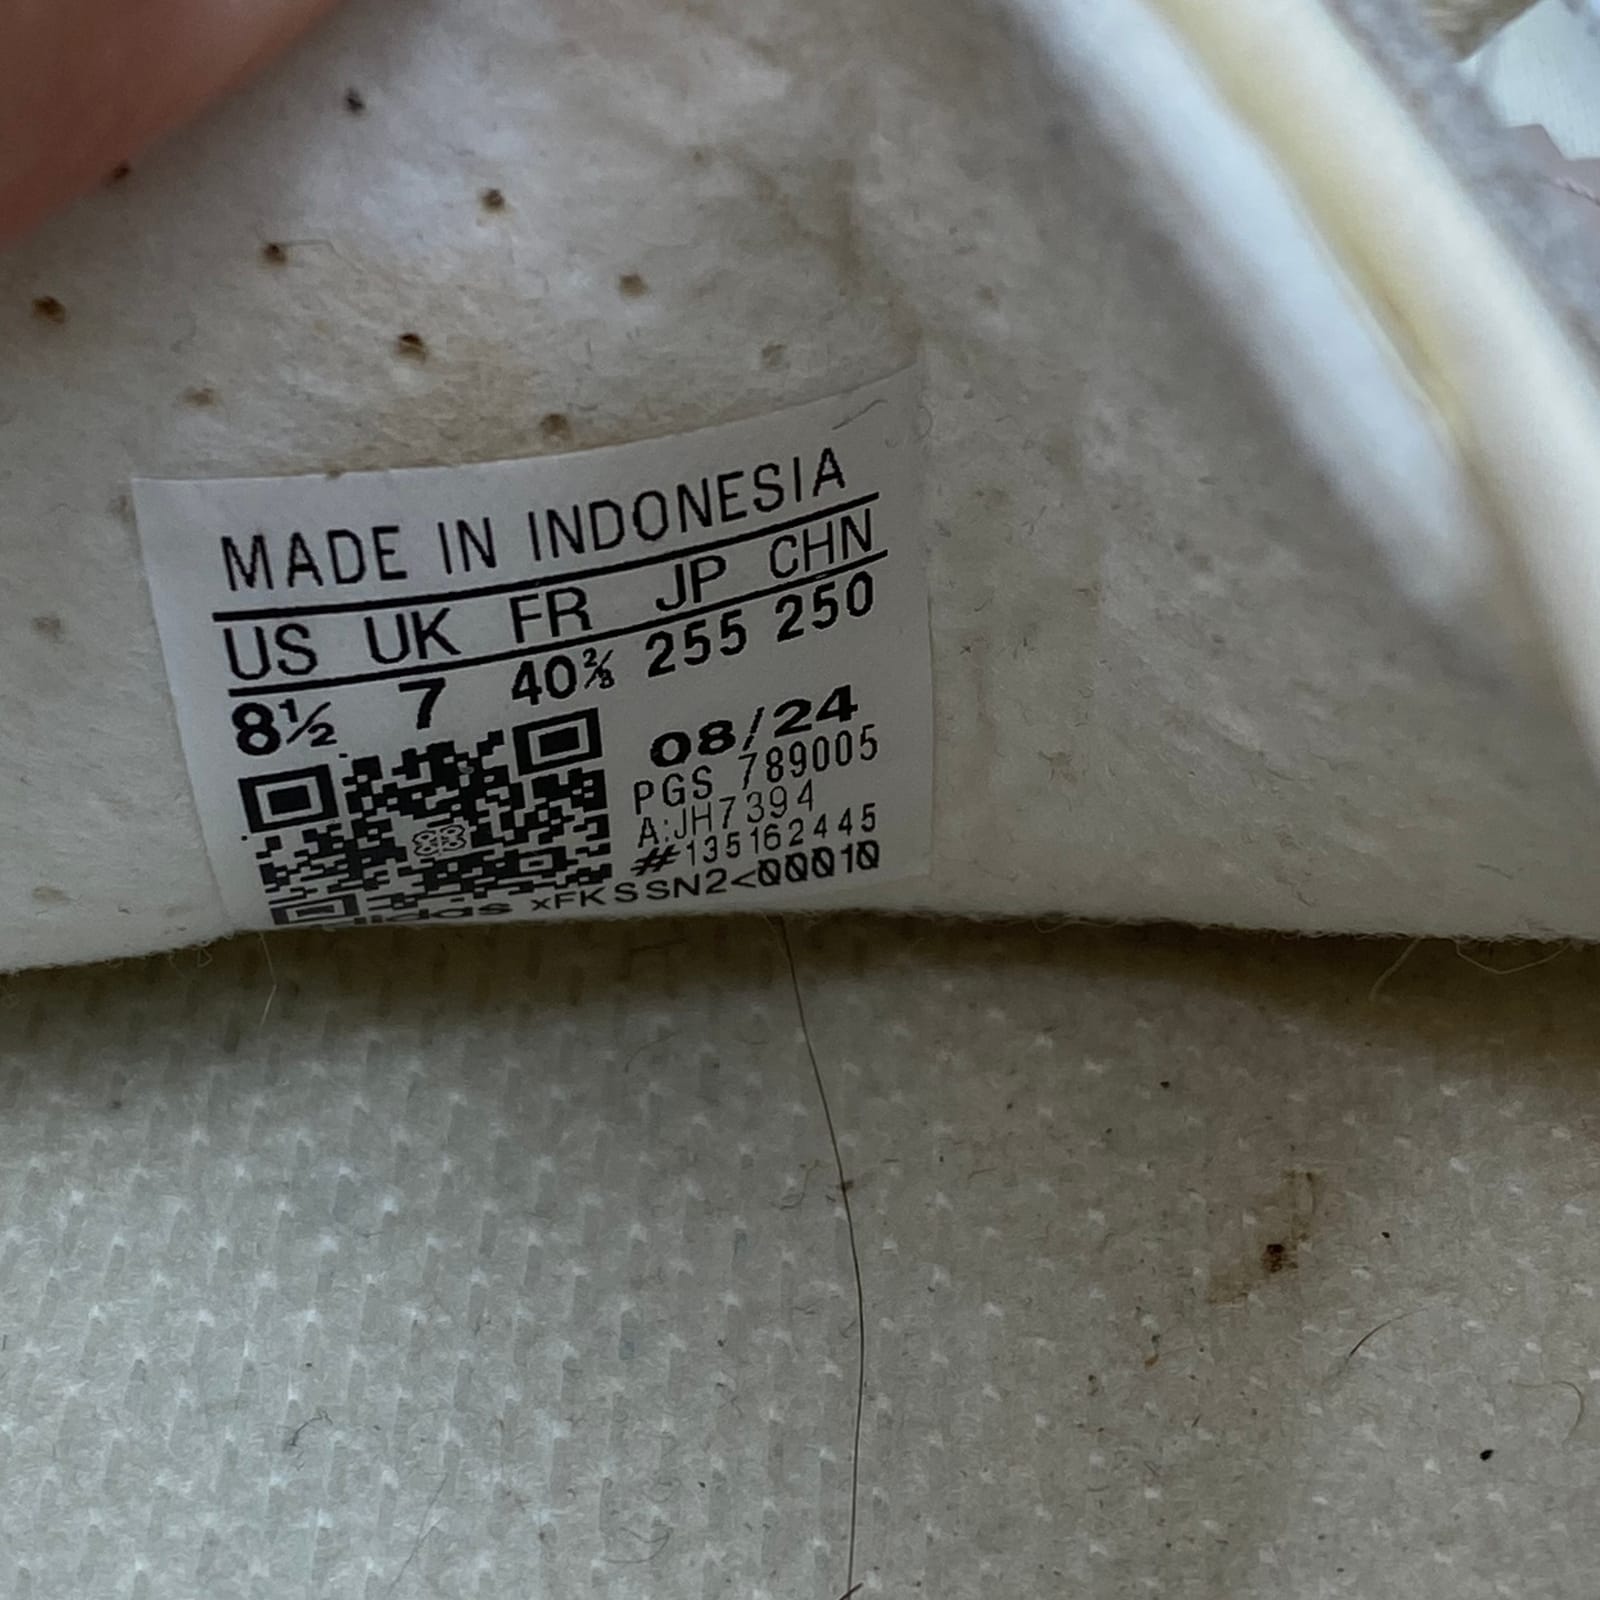 MADE IN INDONESIA
US UK FR JP CHN
8½ 7 40⅔ 255 250
08/24
PGS 789005
A:JH7394
#135162445
adidas xFKSSN2<00010